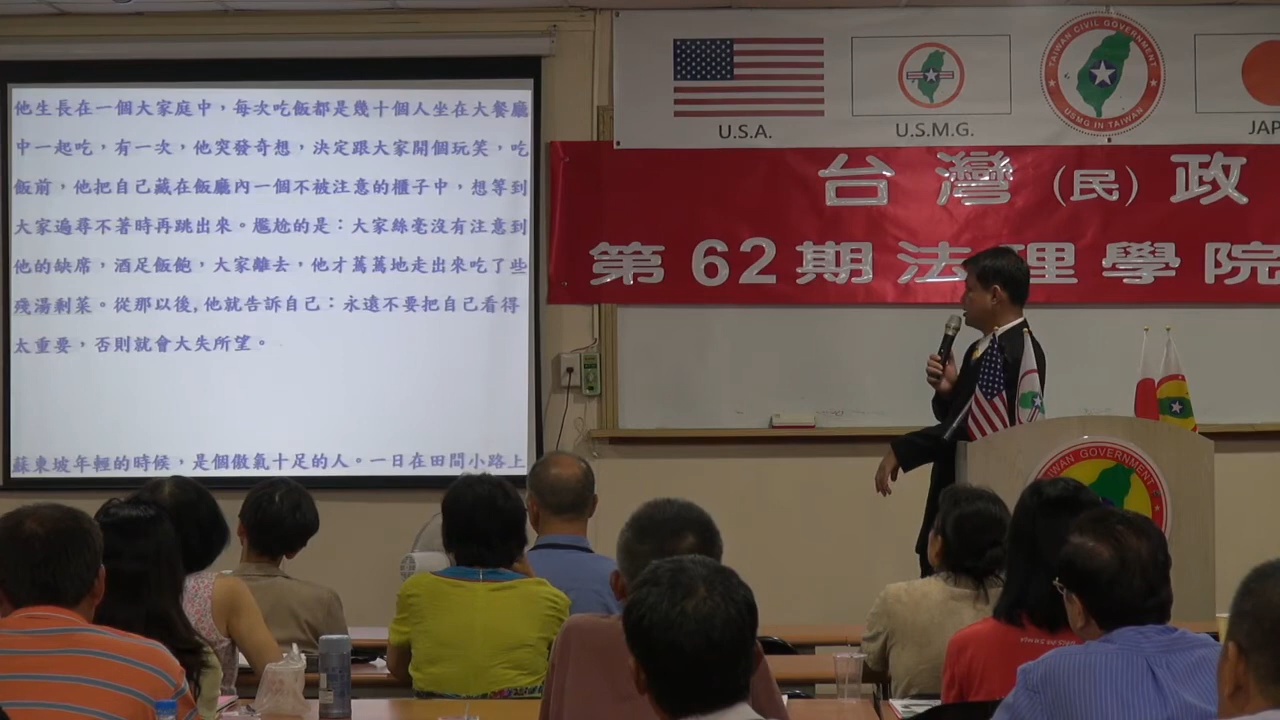 他生長在一個大家庭中，每次吃飯都是幾十個人坐在大餐廳
中一起吃，有一次，他突發奇想，決定跟大家開個玩笑，吃
飯前，他把自己藏在飯廳內一個不被注意的櫃子中，想等到
大家遍尋不著時再跳出來。尷尬的是：大家絲毫沒有注意到
他的缺席，酒足飯飽，大家離去，他才蔫蔫地走出來吃了些
殘湯剩菜。從那以後,他就告訴自己：永遠不要把自己看得
太重要，否則就會大失所望。
蘇東坡年輕的時候，是個傲氣十足的人。一日在田間小路上
U.S.A.
U.S.M.G.
TAIWAN CIVIL GOVERNMENT
USMG IN TAIWAN
JAP
台灣(民)政
第62期法理學院
TAIWAN GOVERNMENT